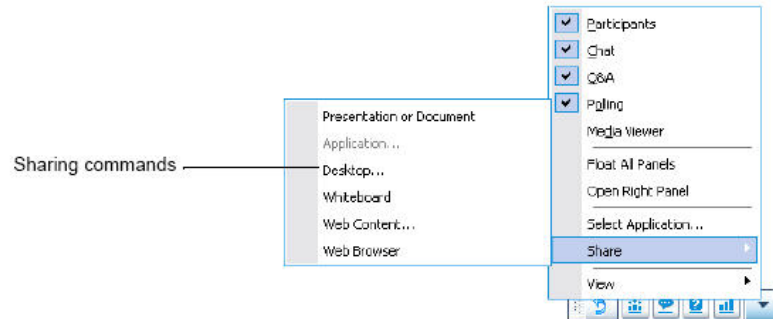 Participants
Chat
Q&A
Polling
Media Viewer
Float All Panels
Open Right Panel
Select Application...
Share
View
Presentation or Document
Application...
Desktop...
Whiteboard
Web Content...
Web Browser
Sharing commands